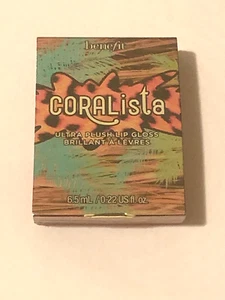 benefit
CORALista
ULTRA PLUSH LIP GLOSS
BRILLANT À LÈVRES
6.5 mL / 0.22 US fl. oz.